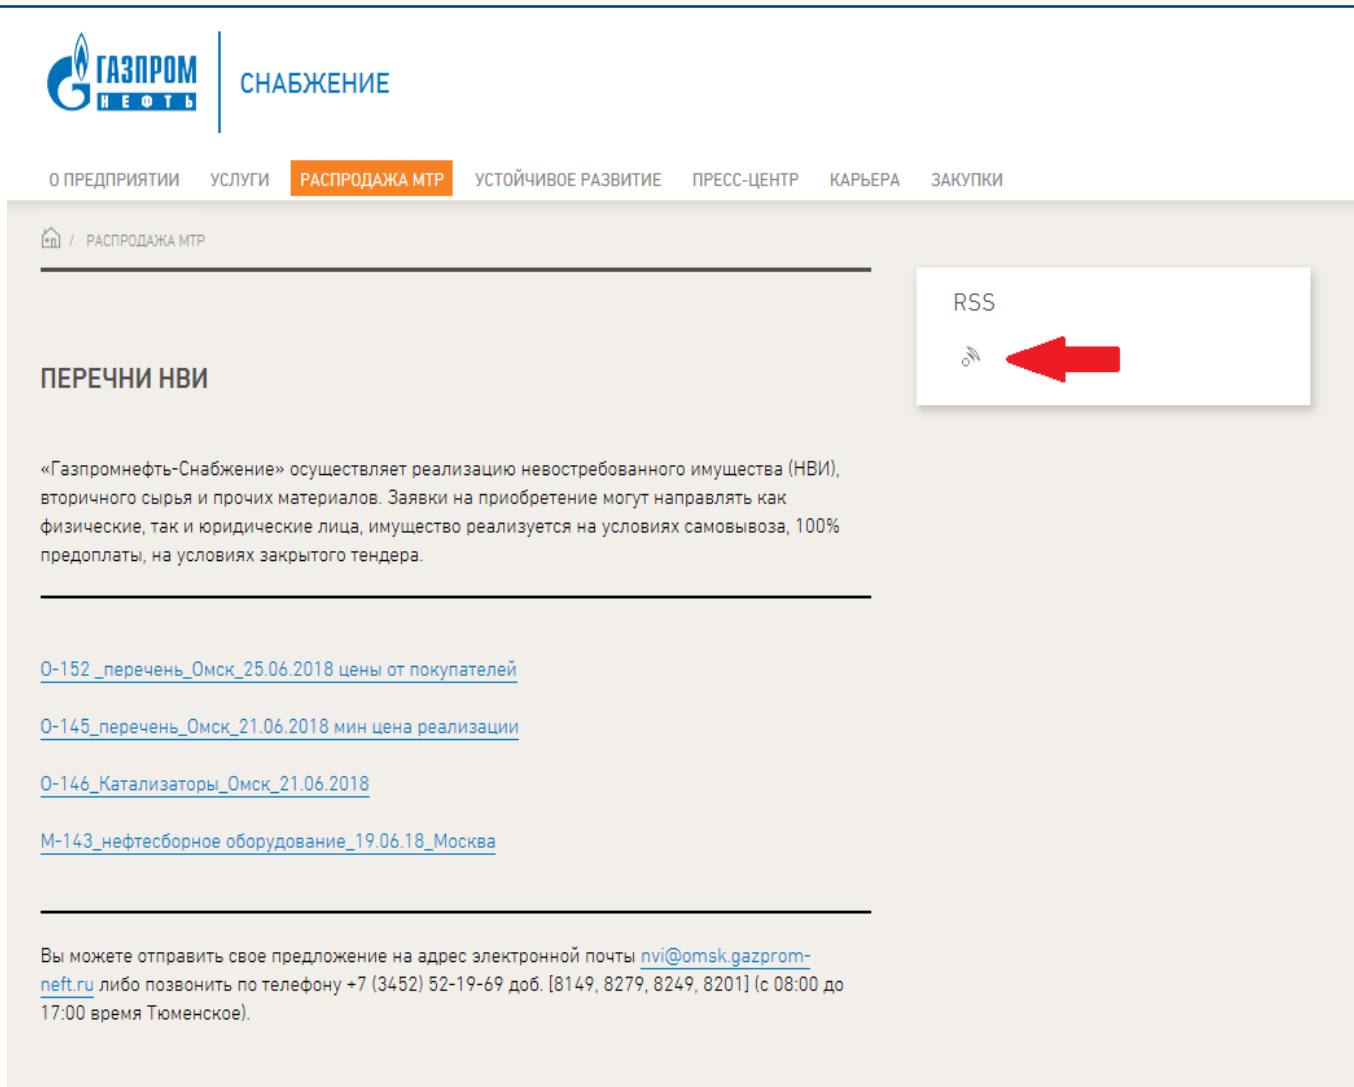 ГАЗПРОМ
НЕФТЬ
СНАБЖЕНИЕ
О ПРЕДПРИЯТИИ УСЛУГИ РАСПРОДАЖА МТР УСТОЙЧИВОЕ РАЗВИТИЕ ПРЕСС-ЦЕНТР КАРЬЕРА ЗАКУПКИ
/ РАСПРОДАЖА МТР
RSS
ПЕРЕЧНИ НВИ
«Газпромнефть-Снабжение» осуществляет реализацию невостребованного имущества (НВИ),
вторичного сырья и прочих материалов. Заявки на приобретение могут направлять как
физические, так и юридические лица, имущество реализуется на условиях самовывоза, 100%
предоплаты, на условиях закрытого тендера.
О-152 _перечень_Омск_25.06.2018 цены от покупателей
О-145_перечень_Омск_21.06.2018 мин цена реализации
О-146_Катализаторы_Омск_21.06.2018
М-143_нефтесборное оборудование_19.06.18_Москва
Вы можете отправить свое предложение на адрес электронной почты nvi@omsk.gazprom-
neft.ru либо позвонить по телефону +7 (3452) 52-19-69 доб. [8149, 8279, 8249, 8201] (с 08:00 до
17:00 время Тюменское).